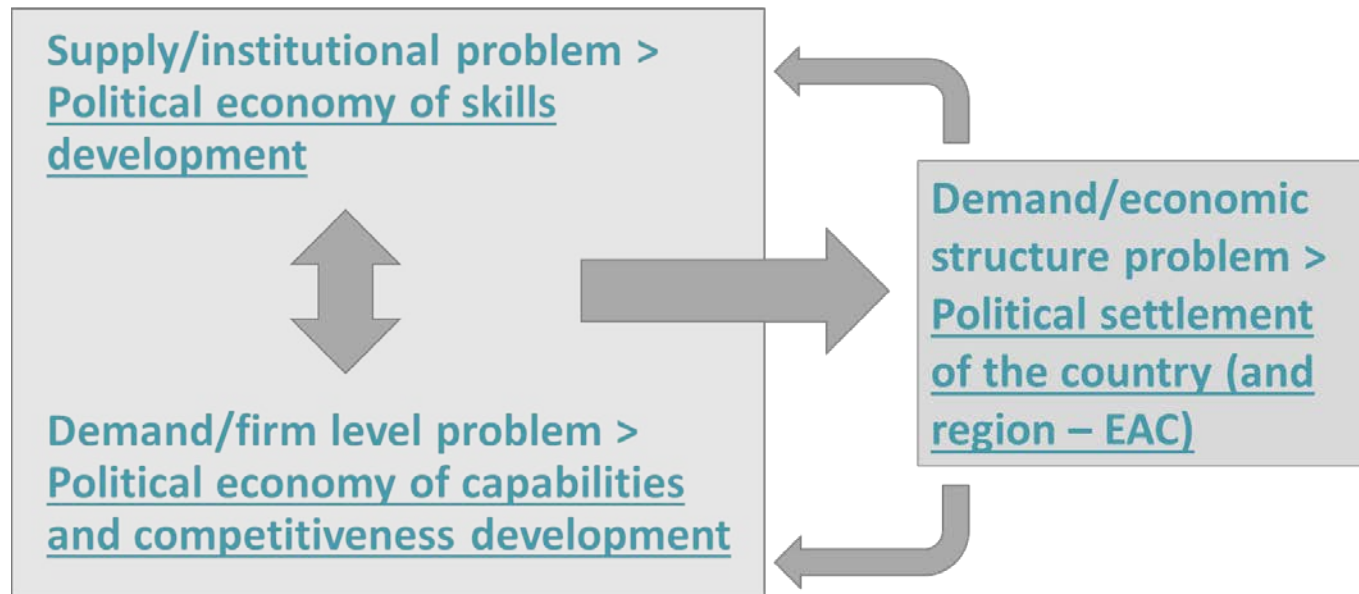 Supply/institutional problem >
Political economy of skills
development
Demand/firm level problem >
Political economy of capabilities
and competitiveness development
Demand/economic
structure problem >
Political settlement
of the country (and
region – EAC)